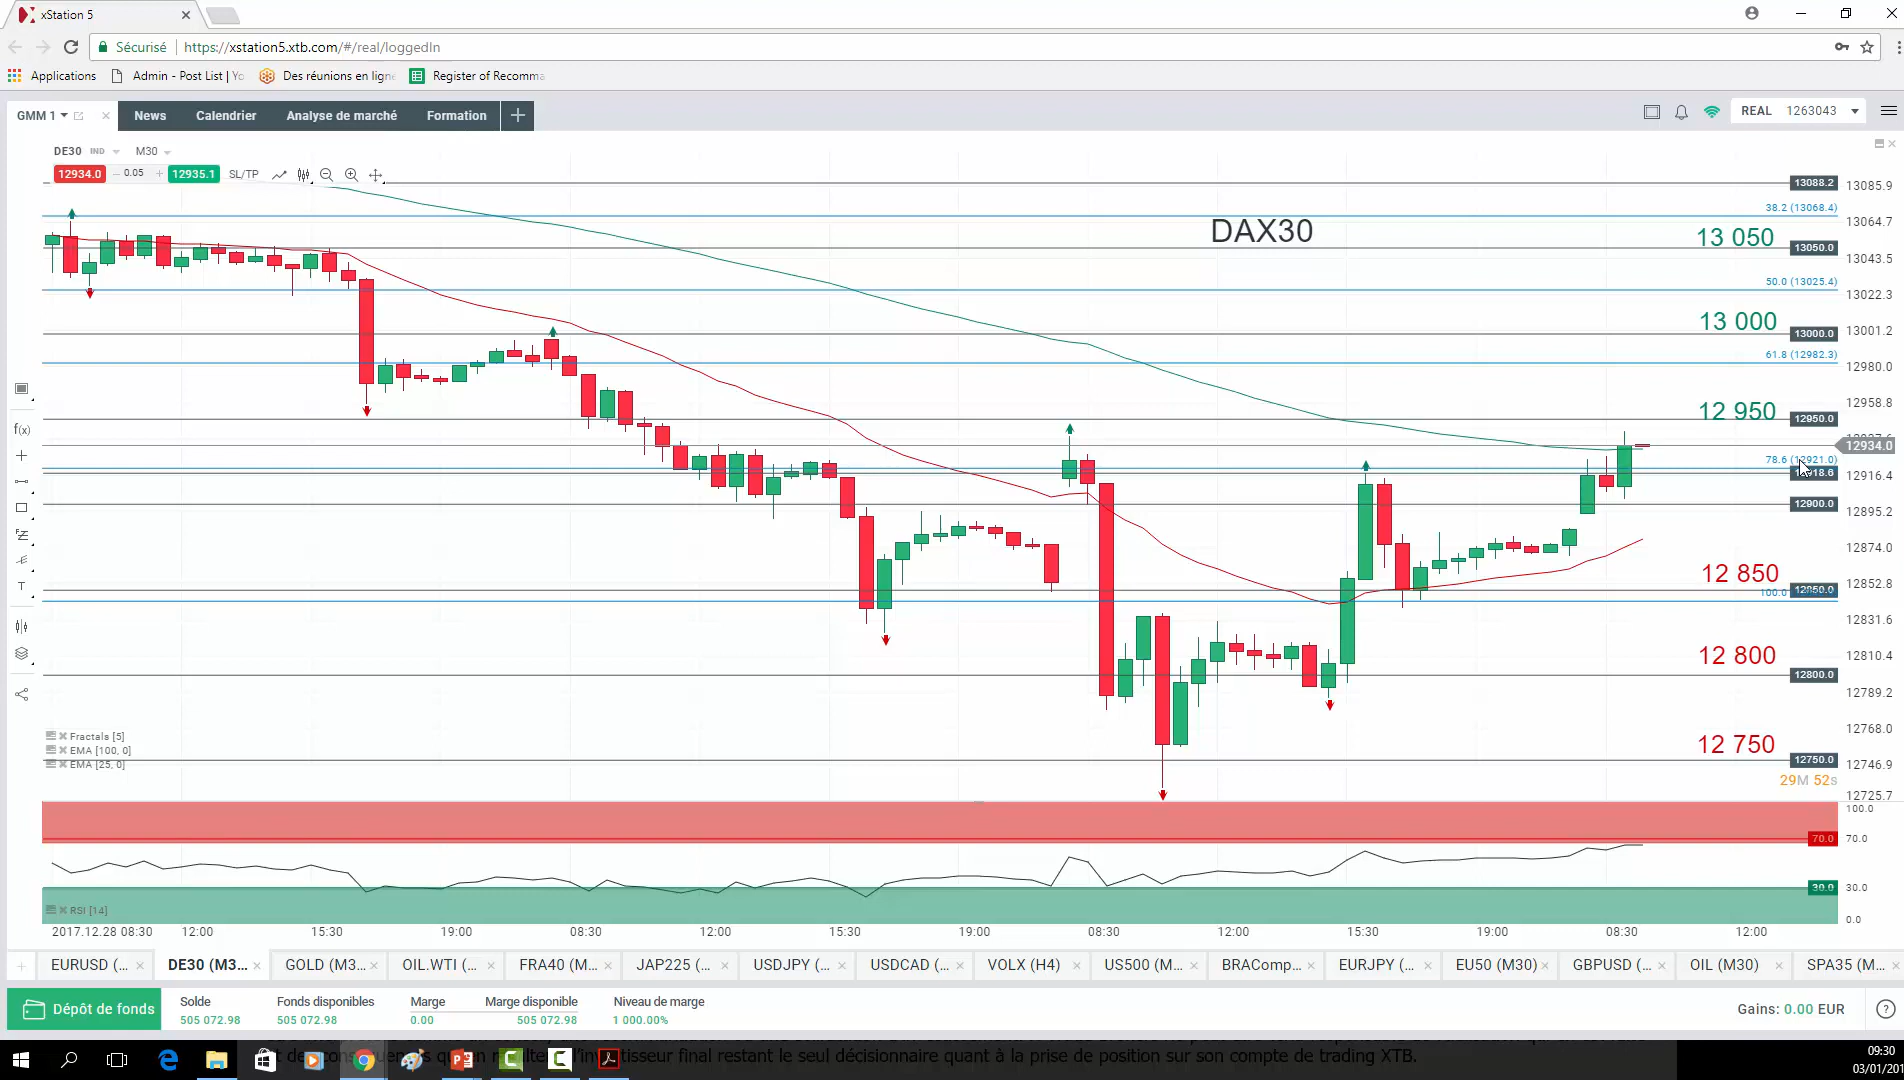 xStation 5
Sécurisé | https://xstation5.xtb.com/#/real/loggedIn
Applications Admin - Post List | Yo Des réunions en ligne Register of Recomma
GMM 1 News Calendrier Analyse de marché Formation REAL 1263043
DE30 IND M30
12934.0 0.05 12935.1 SL/TP
DAX30
13088.2
13085.9
38.2 (13068.4)
13064.7
13 050
13050.0
13043.5
50.0 (13025.4)
13022.3
13 000
13000.0
13001.2
61.8 (12982.3)
12980.0
12958.8
12 950
12950.0
12934.0
78.6 (12921.0)
12918.6
12916.4
12900.0
12895.2
12874.0
12 850
12852.8
12850.0
100.0
12831.6
12 800
12810.4
12800.0
12789.2
12768.0
12 750
12750.0
12746.9
29M 52s
12725.7
Fractals [5]
EMA [100, 0]
EMA [25, 0]
100.0
70.0 70.0
30.0 30.0
0.0
RSI [14]
2017.12.28 08:30 12:00 15:30 19:00 08:30 12:00 15:30 19:00 08:30 12:00 15:30 19:00 08:30 12:00
EURUSD (... DE30 (M3... GOLD (M3... OIL.WTI (... FRA40 (M... JAP225 (... USDJPY (... USDCAD (... VOLX (H4) US500 (M... BRAComp... EURJPY (... EU50 (M30) GBPUSD (... OIL (M30) SPA35 (M...
Dépôt de fonds
Solde Fonds disponibles Marge Marge disponible Niveau de marge
505 072.98 505 072.98 0.00 505 072.98 1 000.00%
Gains: 0.00 EUR
final restant le seul décisionnaire quant à la prise de position sur son compte de trading XTB.
09:30
03/01/201